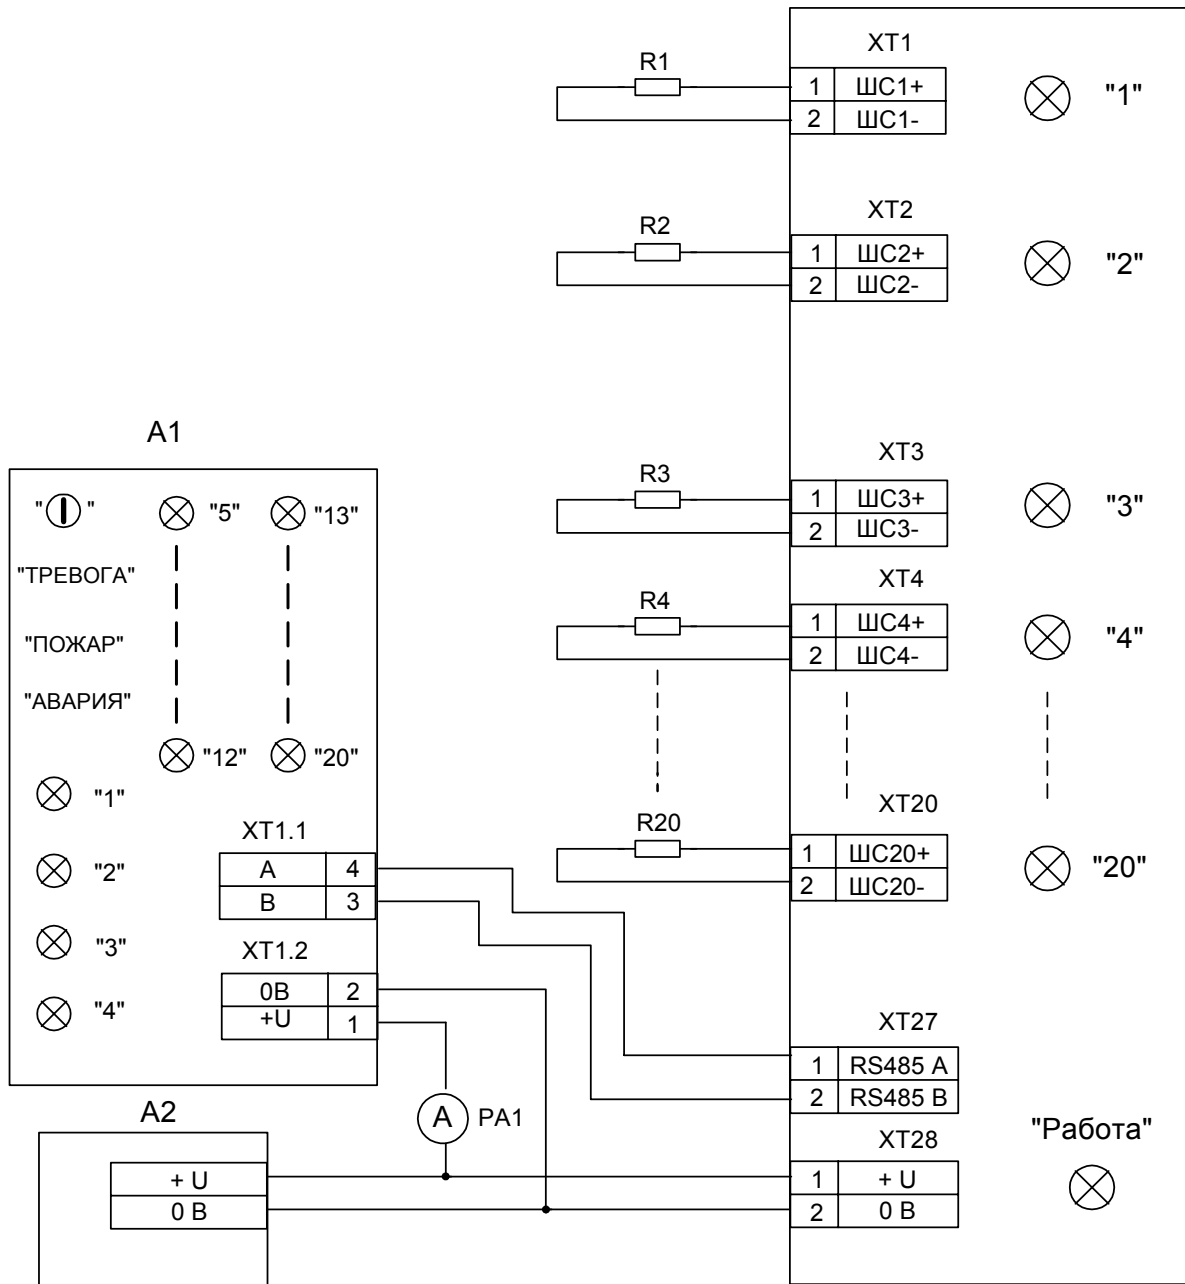 XT1
R1
1 ШС1+
"1"
2 ШС1-
XT2
R2
1 ШС2+
"2"
2 ШС2-
A1
XT3
R3
1 ШС3+
"3"
2 ШС3-
" "
"5"
"13"
"ТРЕВОГА"
XT4
R4
1 ШС4+
"4"
2 ШС4-
"ПОЖАР"
"АВАРИЯ"
"12"
"20"
"1"
XT20
R20
1 ШС20+
"20"
2 ШС20-
XT1.1
"2"
A 4
B 3
"3"
XT1.2
0В 2
"4"
+U 1
XT27
1 RS485 A
2 RS485 B
A2
A
PA1
XT28
"Работа"
+ U
1 + U
0 В
2 0 В